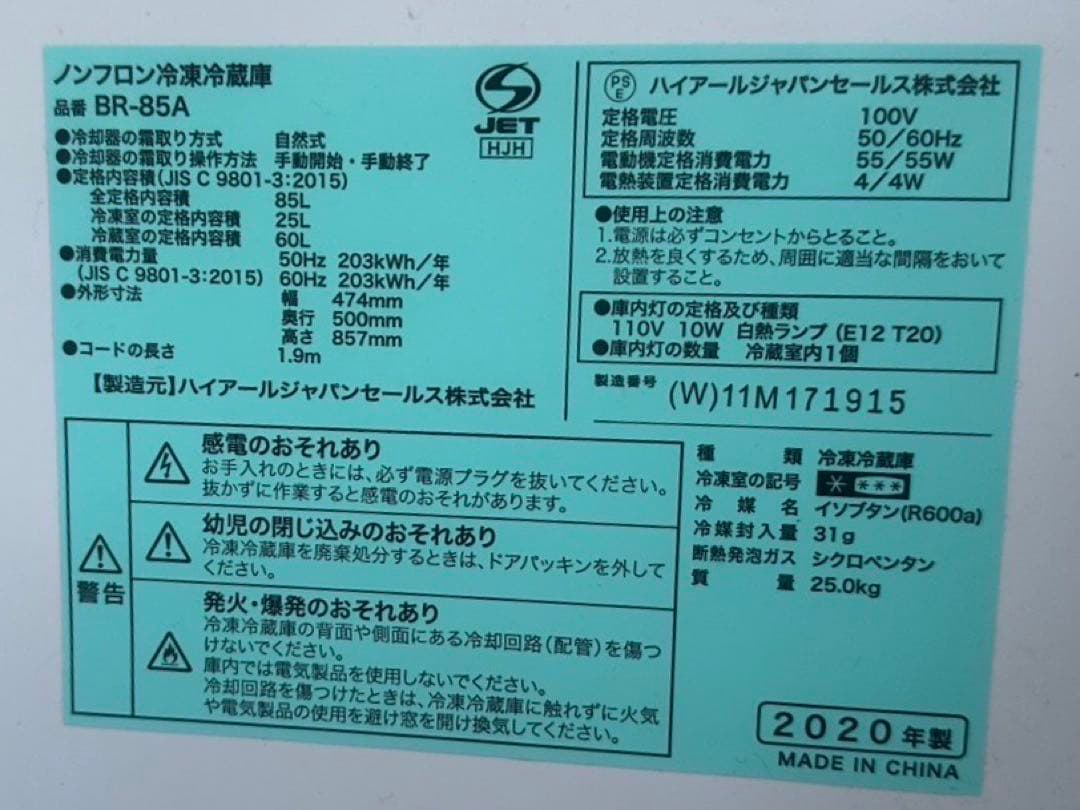 ノンフロン冷凍冷蔵庫
品番 BR-85A
●冷却器の霜取り方式 自然式
●冷却器の霜取り操作方法 手動開始・手動終了
●定格内容積(JIS C 9801-3:2015)
全定格内容積 85L
冷凍室の定格内容積 25L
冷蔵室の定格内容積 60L
●消費電力量 50Hz 203kWh/年
(JIS C 9801-3:2015) 60Hz 203kWh/年
●外形寸法 幅 474mm
奥行 500mm
高さ 857mm
●コードの長さ 1.9m
【製造元】ハイアールジャパンセールス株式会社
JET
HJH
PS
E
ハイアールジャパンセールス株式会社
定格電圧 100V
定格周波数 50/60Hz
電動機定格消費電力 55/55W
電熱装置定格消費電力 4/4W
●使用上の注意
1.電源は必ずコンセントからとること。
2.放熱を良くするため、周囲に適当な間隔をおいて
設置すること。
●庫内灯の定格及び種類
110V 10W 白熱ランプ (E12 T20)
●庫内灯の数量 冷蔵室内1個
製造番号 (W)11M171915
警告
感電のおそれあり
お手入れのときには、必ず電源プラグを抜いてください。
抜かずに作業すると感電のおそれがあります。
幼児の閉じ込みのおそれあり
冷凍冷蔵庫を廃棄処分するときは、ドアパッキンを外して
ください。
発火・爆発のおそれあり
冷凍冷蔵庫の背面や側面にある冷却回路(配管)を傷つ
けないでください。
庫内では電気製品を使用しないでください。
冷却回路を傷つけたときは、冷凍冷蔵庫に触れずに火気
や電気製品の使用を避け窓を開け換気してください。
種類 冷凍冷蔵庫
冷凍室の記号 * ***
冷媒名 イソブタン(R600a)
冷媒封入量 31g
断熱発泡ガス シクロペンタン
質量 25.0kg
2020年製
MADE IN CHINA